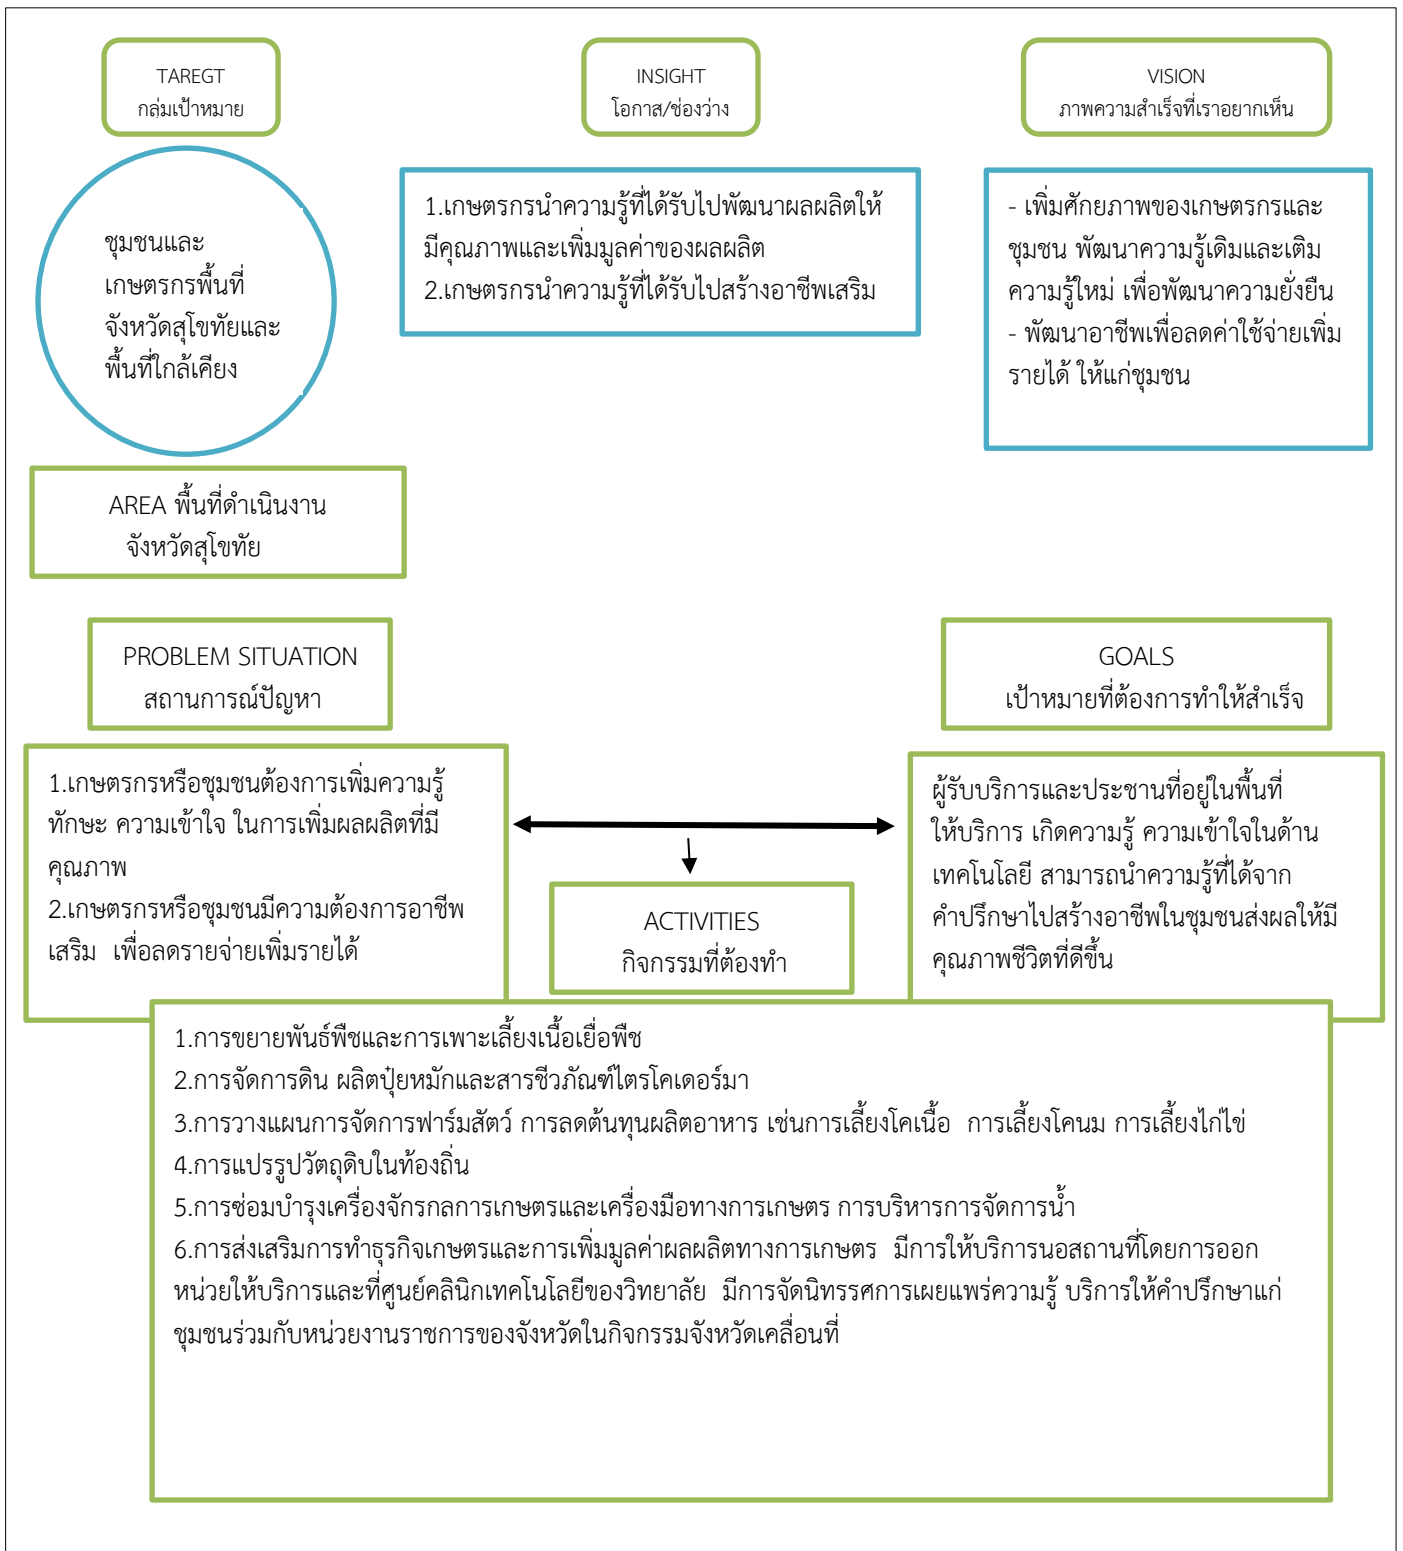 TAREGT
กลุ่มเป้าหมาย
INSIGHT
โอกาส/ช่องว่าง
VISION
ภาพความสำเร็จที่เราอยากเห็น
ชุมชนและ
เกษตรกรพื้นที่
จังหวัดสุโขทัยและ
พื้นที่ใกล้เคียง
1.เกษตรกรนำความรู้ที่ได้รับไปพัฒนาผลผลิตให้
มีคุณภาพและเพิ่มมูลค่าของผลผลิต
2.เกษตรกรนำความรู้ที่ได้รับไปสร้างอาชีพเสริม
- เพิ่มศักยภาพของเกษตรกรและ
ชุมชน พัฒนาความรู้เดิมและเติม
ความรู้ใหม่ เพื่อพัฒนาความยั่งยืน
- พัฒนาอาชีพเพื่อลดค่าใช้จ่ายเพิ่ม
รายได้ ให้แก่ชุมชน
AREA พื้นที่ดำเนินงาน
จังหวัดสุโขทัย
PROBLEM SITUATION
สถานการณ์ปัญหา
GOALS
เป้าหมายที่ต้องการทำให้สำเร็จ
1.เกษตรกรหรือชุมชนต้องการเพิ่มความรู้
ทักษะ ความเข้าใจ ในการเพิ่มผลผลิตที่มี
คุณภาพ
2.เกษตรกรหรือชุมชนมีความต้องการอาชีพ
เสริม  เพื่อลดรายจ่ายเพิ่มรายได้
ผู้รับบริการและประชานที่อยู่ในพื้นที่
ให้บริการ เกิดความรู้ ความเข้าใจในด้าน
เทคโนโลยี สามารถนำความรู้ที่ได้จาก
คำปรึกษาไปสร้างอาชีพในชุมชนส่งผลให้มี
คุณภาพชีวิตที่ดีขึ้น
ACTIVITIES
กิจกรรมที่ต้องทำ
1.การขยายพันธ์พืชและการเพาะเลี้ยงเนื้อเยื่อพืช
2.การจัดการดิน ผลิตปุ๋ยหมักและสารชีวภัณฑ์ไตรโคเดอร์มา
3.การวางแผนการจัดการฟาร์มสัตว์ การลดต้นทุนผลิตอาหาร เช่นการเลี้ยงโคเนื้อ  การเลี้ยงโคนม การเลี้ยงไก่ไข่
4.การแปรรูปวัตถุดิบในท้องถิ่น
5.การซ่อมบำรุงเครื่องจักรกลการเกษตรและเครื่องมือทางการเกษตร การบริหารการจัดการน้ำ
6.การส่งเสริมการทำธุรกิจเกษตรและการเพิ่มมูลค่าผลผลิตทางการเกษตร  มีการให้บริการนอสถานที่โดยการออก
หน่วยให้บริการและที่ศูนย์คลินิกเทคโนโลยีของวิทยาลัย  มีการจัดนิทรรศการเผยแพร่ความรู้ บริการให้คำปรึกษาแก่
ชุมชนร่วมกับหน่วยงานราชการของจังหวัดในกิจกรรมจังหวัดเคลื่อนที่